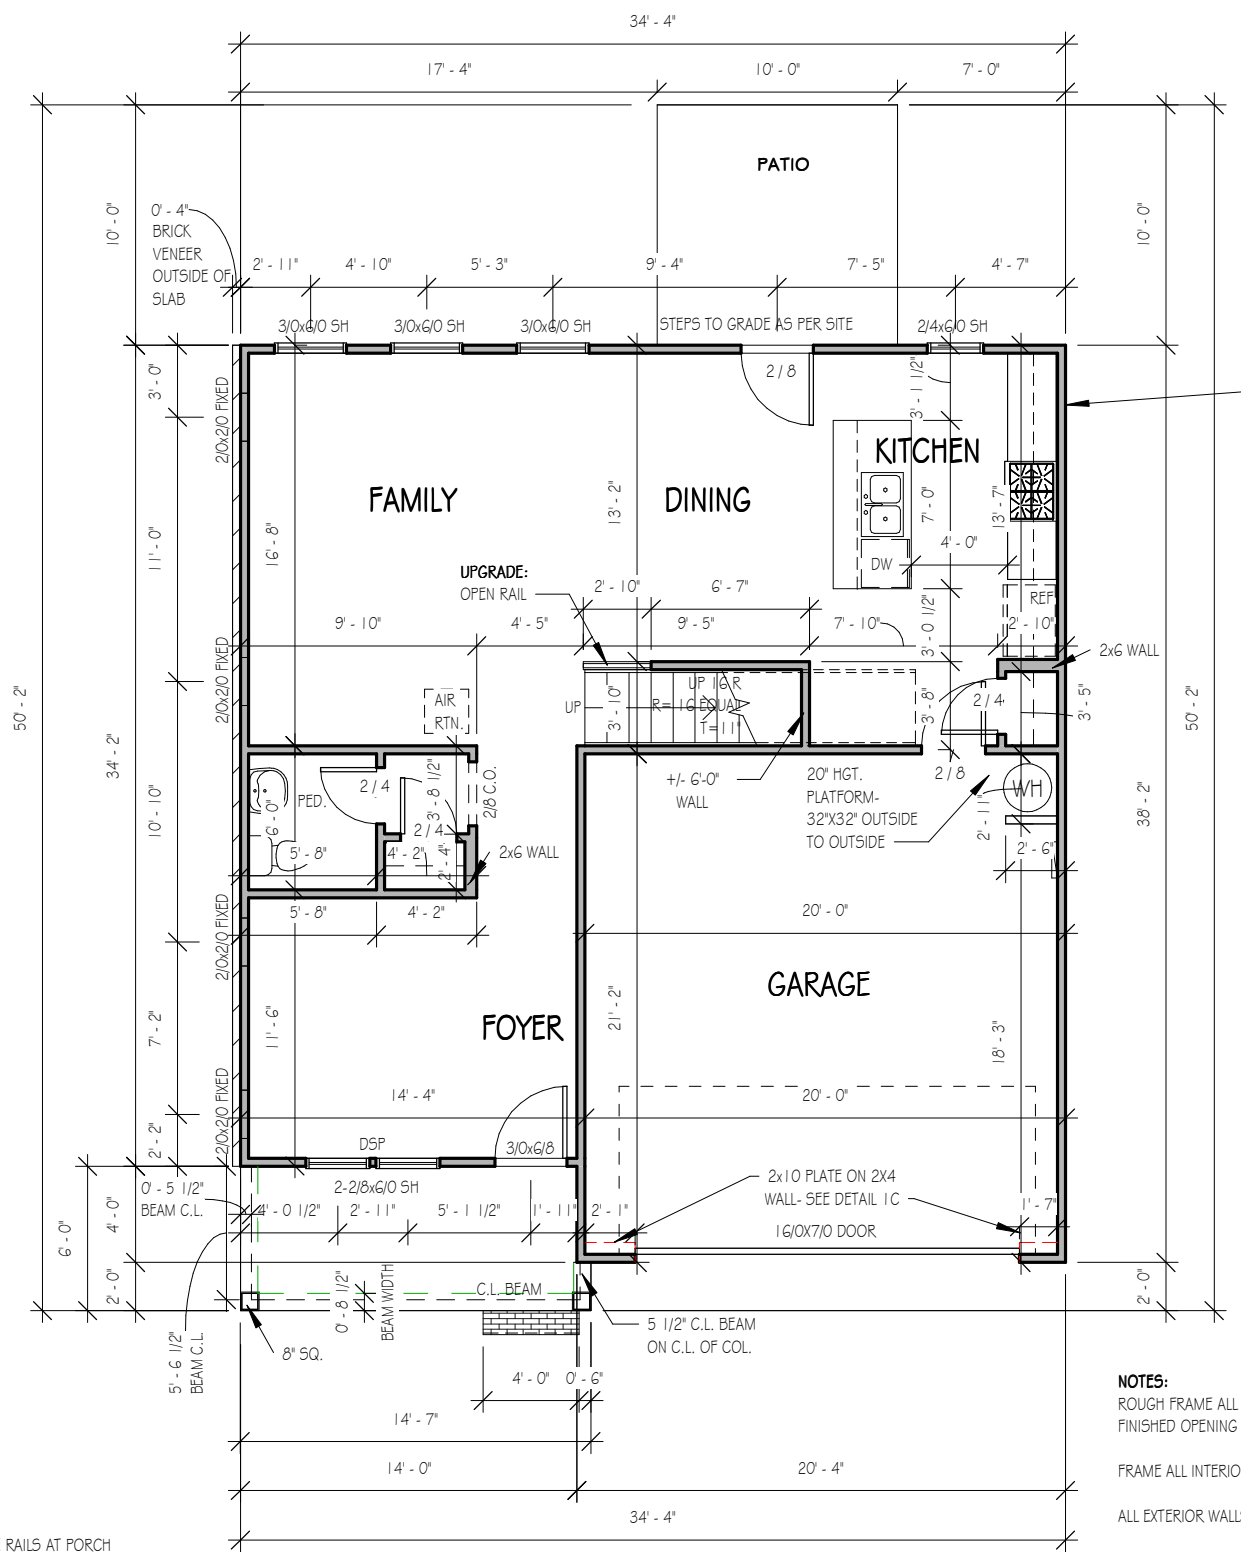 34' - 4"
17' - 4"
10' - 0"
7' - 0"
PATIO
10' - 0"
10' - 0"
0' - 4"
BRICK
VENEER
OUTSIDE OF
SLAB
2' - 11"
4' - 10"
5' - 3"
9' - 4"
7' - 5"
4' - 7"
3/0x6/0 SH
3/0x6/0 SH
3/0x6/0 SH
STEPS TO GRADE AS PER SITE
2/4x6/0 SH
3' - 0"
2/0x2/0 FIXED
2 / 8
3' - 1 1/2"
KITCHEN
FAMILY
DINING
16' - 8"
13' - 2"
7' - 0"
13' - 7"
11' - 0"
4' - 0"
DW
UPGRADE:
OPEN RAIL
2' - 10"
6' - 7"
REF
9' - 10"
4' - 5"
9' - 5"
7' - 10"
3' - 0 1/2"
2' - 10"
2x6 WALL
2/0x2/0 FIXED
AIR
RTN.
UP
3' - 10"
UP 16 R
R= 16 EQUAL
T=11"
3' - 8"
2 / 4
3' - 5"
50' - 2"
34' - 2"
50' - 2"
38' - 2"
10' - 10"
PED.
6' - 0"
2 / 4
3' - 8 1/2"
2/8 C.O.
+/- 6'-0"
WALL
20" HGT.
PLATFORM-
32"X32" OUTSIDE
TO OUTSIDE
2 / 8
WH
2' - 11"
2 / 4
5' - 8"
4' - 2"
2' - 4"
2x6 WALL
2' - 6"
5' - 8"
4' - 2"
20' - 0"
2/0x2/0 FIXED
GARAGE
FOYER
11' - 6"
21' - 2"
18' - 3"
7' - 2"
14' - 4"
20' - 0"
2/0x2/0 FIXED
2' - 2"
DSP
3/0x6/8
0' - 5 1/2"
BEAM C.L.
2-2/8x6/0 SH
2x10 PLATE ON 2X4
WALL- SEE DETAIL 1C
4' - 0 1/2"
2' - 11"
5' - 1 1/2"
1' - 11"
2' - 1"
1' - 7"
16/0X7/0 DOOR
6' - 0"
4' - 0"
2' - 0"
2' - 0"
C.L. BEAM
0' - 8 1/2"
BEAM WIDTH
5' - 6 1/2"
BEAM C.L.
8" SQ.
5 1/2" C.L. BEAM
ON C.L. OF COL.
4' - 0"
0' - 6"
14' - 7"
14' - 0"
20' - 4"
34' - 4"
NOTES:
ROUGH FRAME ALL
FINISHED OPENING
FRAME ALL INTERIO
ALL EXTERIOR WALL
RAILS AT PORCH